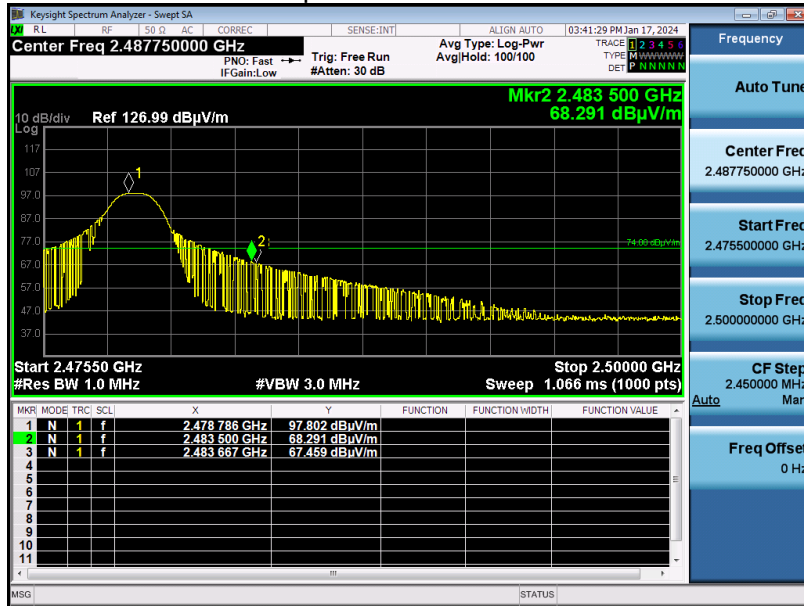 Keysight Spectrum Analyzer - Swept SA
LXI RL RF 50 Ω AC CORREC SENSE:INT ALIGN AUTO 03:41:29 PM Jan 17, 2024
Center Freq 2.487750000 GHz
PNO: Fast
IFGain:Low
Trig: Free Run
#Atten: 30 dB
Avg Type: Log-Pwr
Avg|Hold: 100/100
TRACE 1 2 3 4 5 6
TYPE M WWWWW
DET P N N N N N
Mkr2 2.483 500 GHz
68.291 dBµV/m
10 dB/div Ref 126.99 dBµV/m
Log
117
107
97.0
87.0
77.0
67.0
57.0
47.0
37.0
1
2
74.00 dBµV/m
Start 2.47550 GHz Stop 2.50000 GHz
#Res BW 1.0 MHz #VBW 3.0 MHz Sweep 1.066 ms (1000 pts)
MKR MODE TRC SCL X Y FUNCTION FUNCTION WIDTH FUNCTION VALUE
1 N 1 f 2.478 786 GHz 97.802 dBµV/m
2 N 1 f 2.483 500 GHz 68.291 dBµV/m
3 N 1 f 2.483 667 GHz 67.459 dBµV/m
4
5
6
7
8
9
10
11
MSG STATUS
Frequency
Auto Tune
Center Freq
2.487750000 GHz
Start Freq
2.475500000 GHz
Stop Freq
2.500000000 GHz
CF Step
2.450000 MHz
Auto Man
Freq Offset
0 Hz